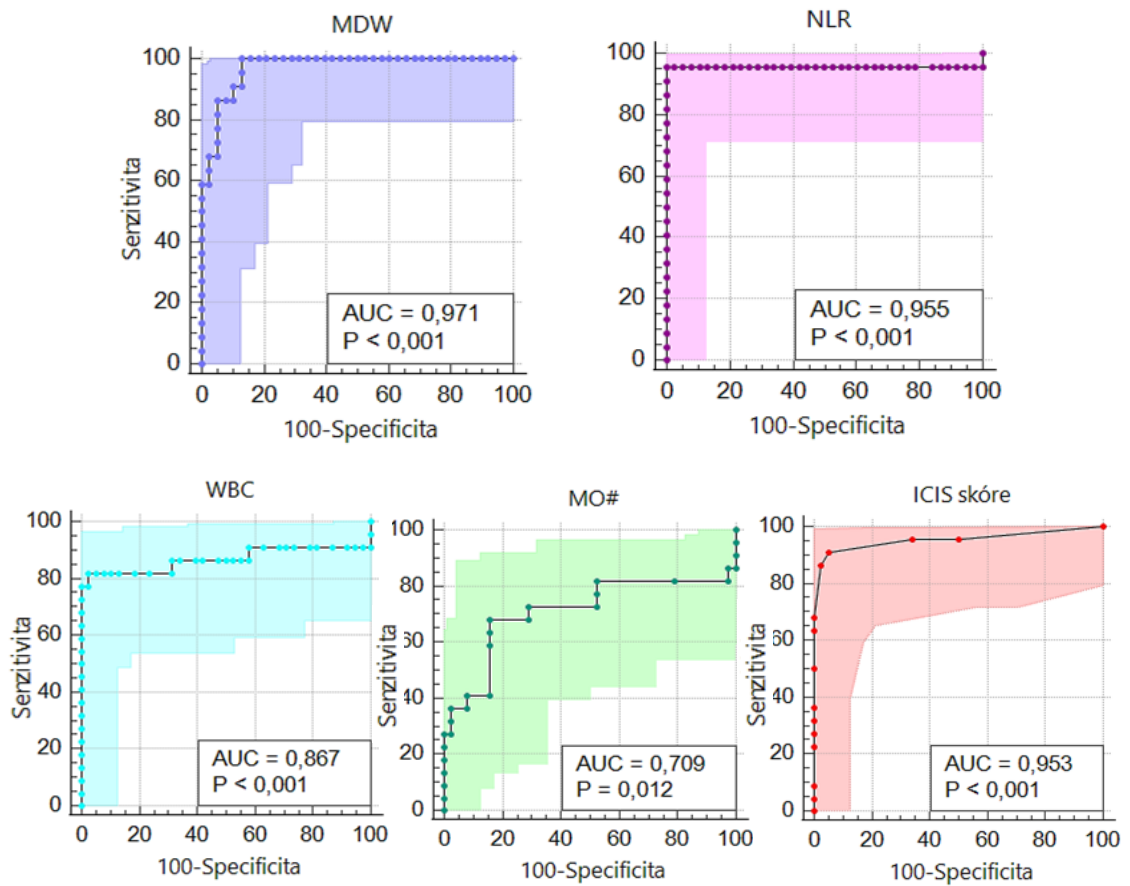 MDW
100
80
60
40
20
0
Senzitivita
AUC = 0,971
P < 0,001
0 20 40 60 80 100
100-Specificita
NLR
100
80
60
40
20
0
AUC = 0,955
P < 0,001
0 20 40 60 80 100
100-Specificita
WBC
100
80
60
40
20
0
Senzitivita
AUC = 0,867
P < 0,001
0 20 40 60 80 100
100-Specificita
MO#
100
80
60
40
20
0
Senzitivita
AUC = 0,709
P = 0,012
0 20 40 60 80 100
100-Specificita
ICIS skóre
100
80
60
40
20
0
Senzitivita
AUC = 0,953
P < 0,001
0 20 40 60 80 100
100-Specificita